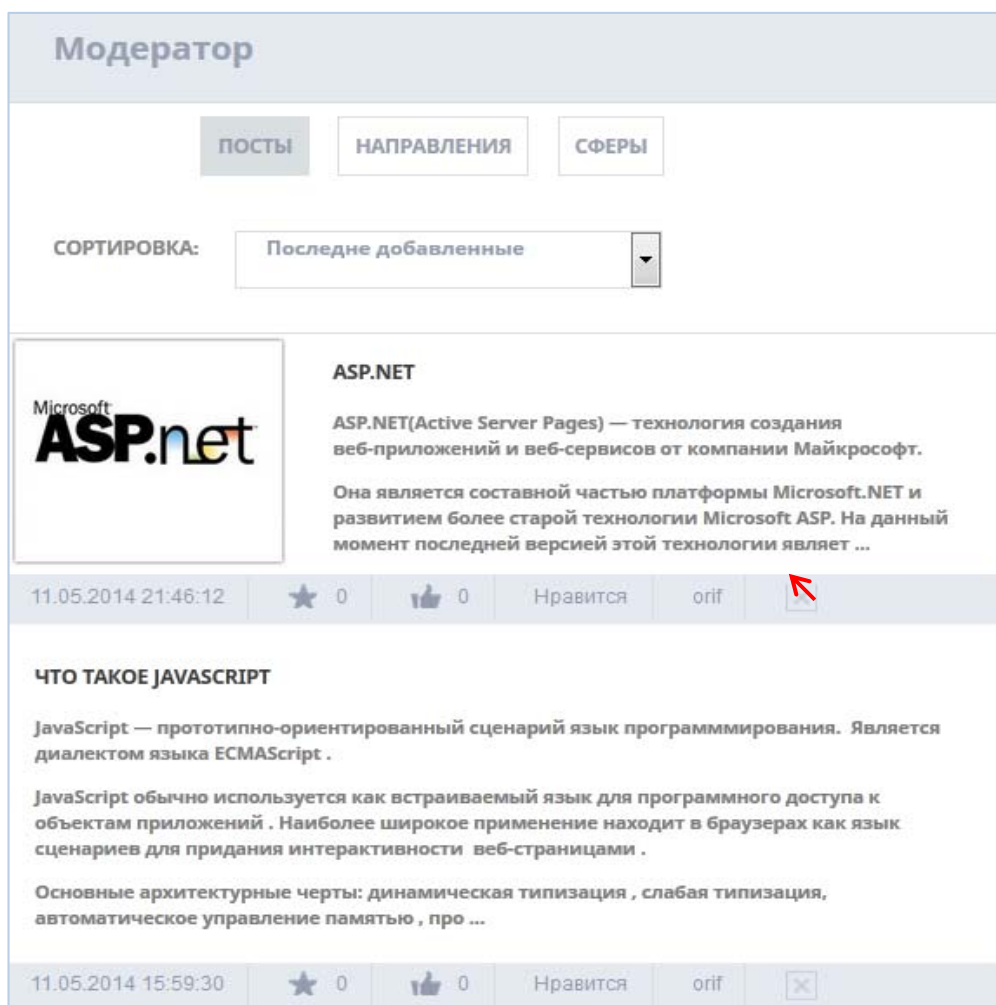 Модератор
ПОСТЫ НАПРАВЛЕНИЯ СФЕРЫ
СОРТИРОВКА: Последне добавленные
Microsoft
ASP.net
ASP.NET
ASP.NET(Active Server Pages) — технология создания
веб-приложений и веб-сервисов от компании Майкрософт.
Она является составной частью платформы Microsoft.NET и
развитием более старой технологии Microsoft ASP. На данный
момент последней версией этой технологии являет ...
11.05.2014 21:46:12 0 0 Нравится orif
ЧТО ТАКОЕ JAVASCRIPT
JavaScript — прототипно-ориентированный сценарий язык программмирования. Является
диалектом языка ECMAScript .
JavaScript обычно используется как встраиваемый язык для программного доступа к
объектам приложений . Наиболее широкое применение находит в браузерах как язык
сценариев для придания интерактивности веб-страницами .
Основные архитектурные черты: динамическая типизация , слабая типизация,
автоматическое управление памятью , про ...
11.05.2014 15:59:30 0 0 Нравится orif